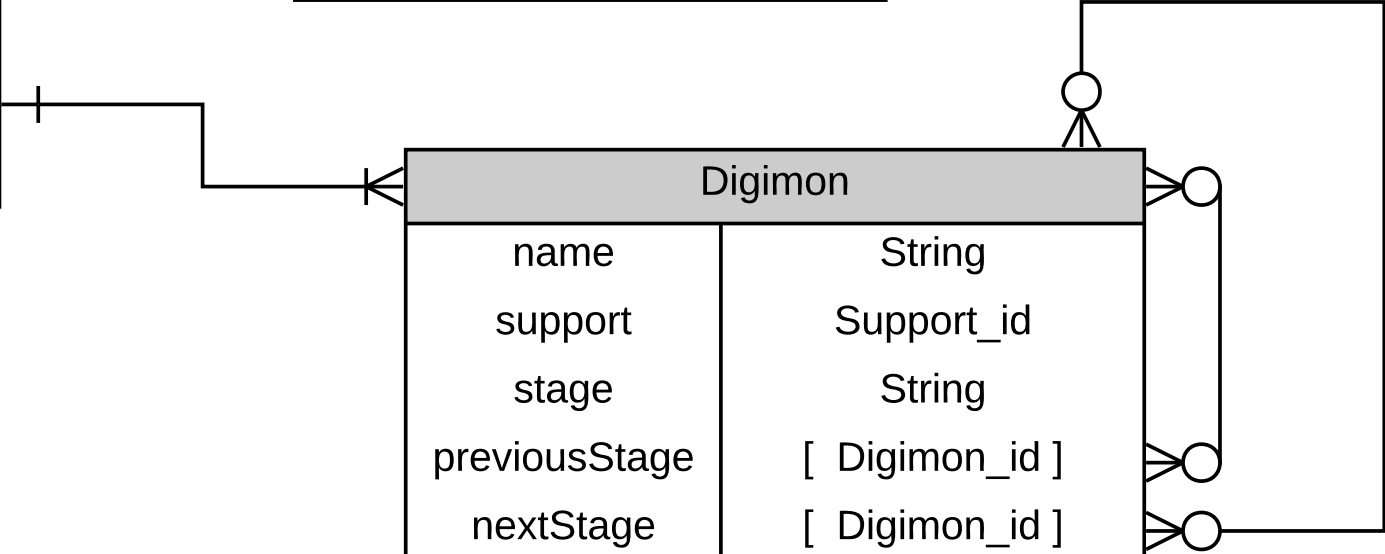 Digimon
name String
support Support_id
stage String
previousStage [ Digimon_id ]
nextStage [ Digimon_id ]